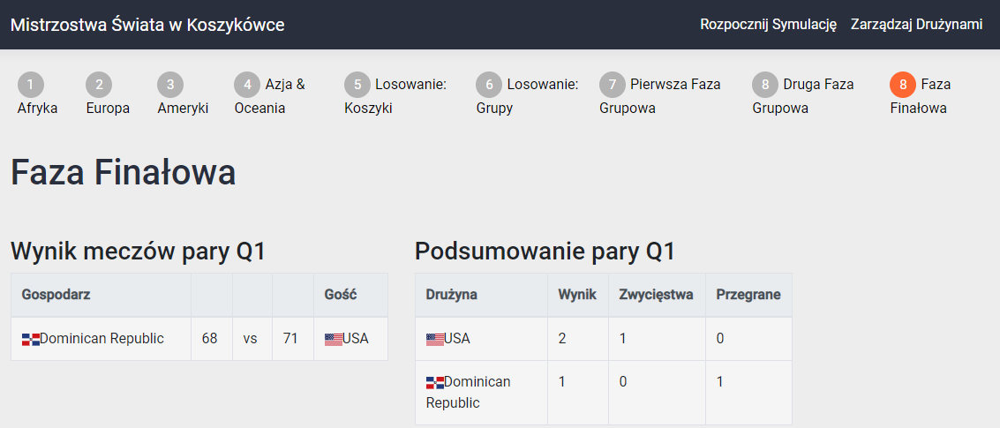 Mistrzostwa Świata w Koszykówce Rozpocznij Symulację Zarządzaj Drużynami
1 Afryka
2 Europa
3 Ameryki
4 Azja &
Oceania
5 Losowanie:
Koszyki
6 Losowanie:
Grupy
7 Pierwsza Faza
Grupowa
8 Druga Faza
Grupowa
8 Faza
Finałowa
Faza Finałowa
Wynik meczów pary Q1
Gospodarz Gość
Dominican Republic 68 vs 71 USA
Podsumowanie pary Q1
Drużyna Wynik Zwycięstwa Przegrane
USA 2 1 0
Dominican 1 0 1
Republic